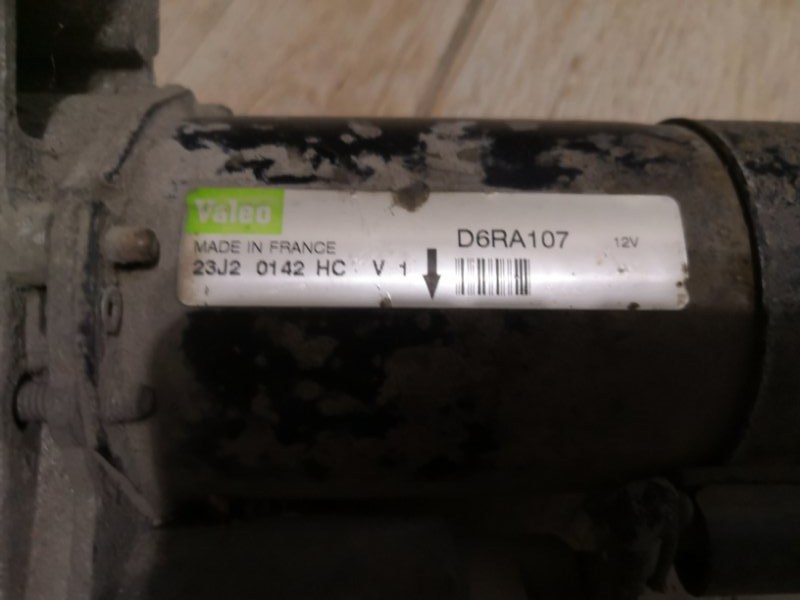 Valeo
MADE IN FRANCE
23J2 0142 HC V 1
D6RA107 12V